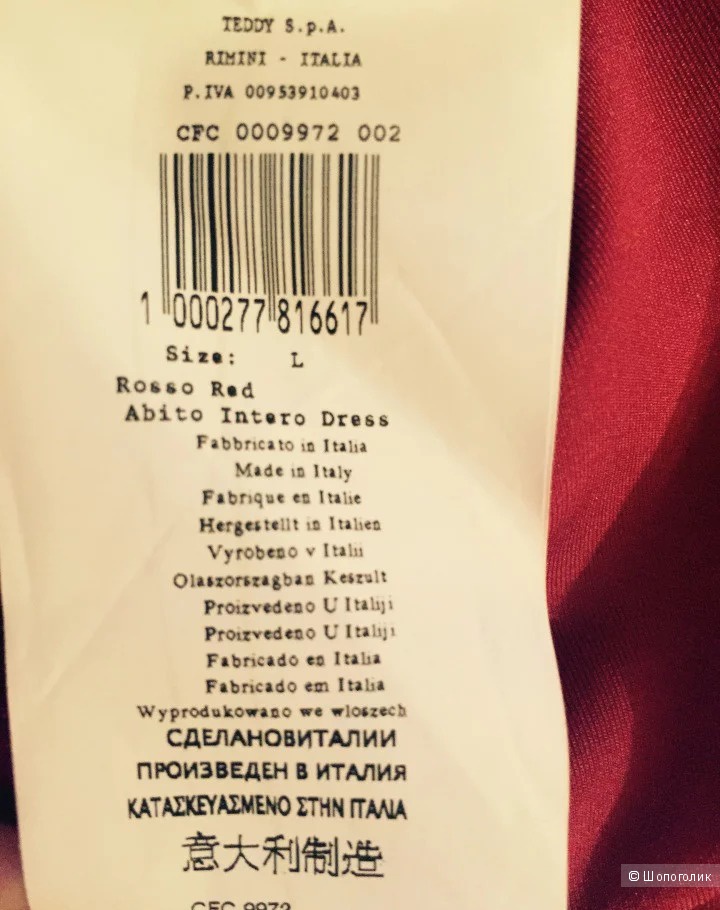 TEDDY S.p.A.
RIMINI - ITALIA
P.IVA 00953910403
CFC 0009972 002
1 000277 816617
Size: L
Rosso Red
Abito Intero Dress
Fabbricato in Italia
Made in Italy
Fabrique en Italie
Hergestellt in Italien
Vyrobeno v Italii
Olaszorszagban Keszult
Proizvedeno U Italiji
Proizvedeno U Italiji
Fabricado en Italia
Fabricado em Italia
Wyprodukowano we wloszech
СДЕЛАНОВИТАЛИИ
ПРОИЗВЕДЕН В ИТАЛИЯ
ΚΑΤΑΣΚΕΥΑΣΜΕΝΟ ΣΤΗΝ ΙΤΑΛΙΑ
意大利制造
CFC 9972
© Шопоголик